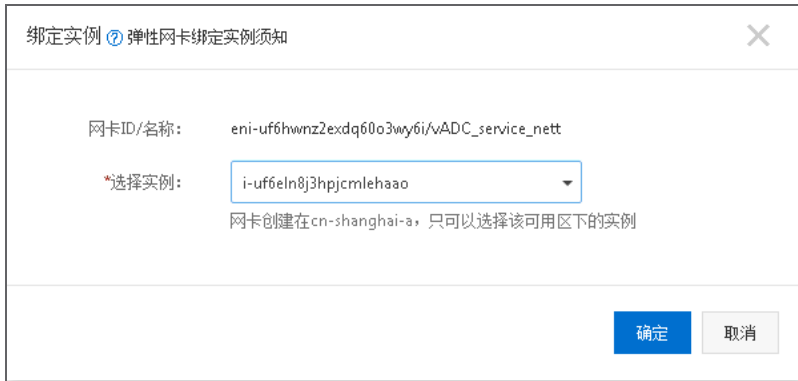 绑定实例 ? 弹性网卡绑定实例须知
网卡ID/名称： eni-uf6hwnz2exdq60o3wy6i/vADC_service_nett
*选择实例： i-uf6eln8j3hpjcmlehaao
网卡创建在cn-shanghai-a，只可以选择该可用区下的实例
确定 取消